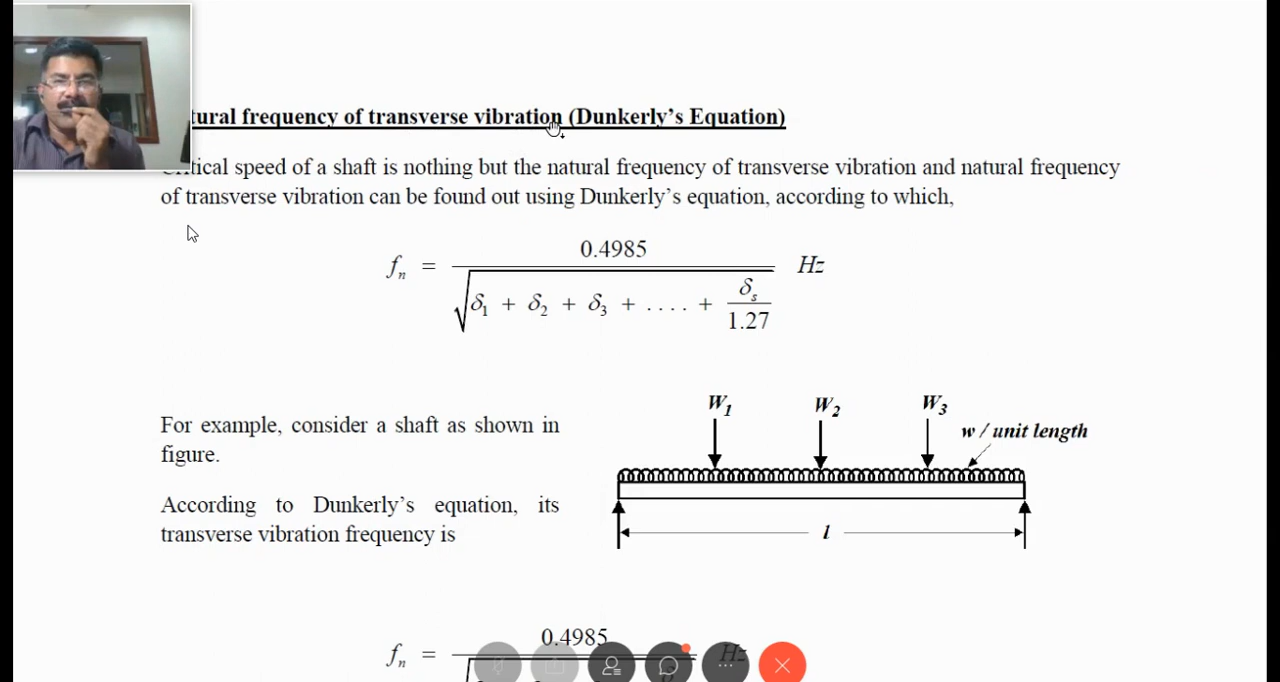 tural frequency of transverse vibration (Dunkerly's Equation)
Critical speed of a shaft is nothing but the natural frequency of transverse vibration and natural frequency
of transverse vibration can be found out using Dunkerly's equation, according to which,
fₙ = 0.4985 / √(δ₁ + δ₂ + δ₃ + .... + δₛ/1.27) Hz
For example, consider a shaft as shown in
figure.
According to Dunkerly's equation, its
transverse vibration frequency is
W₁
W₂
W₃
w / unit length
l
fₙ = 0.4985
Hz